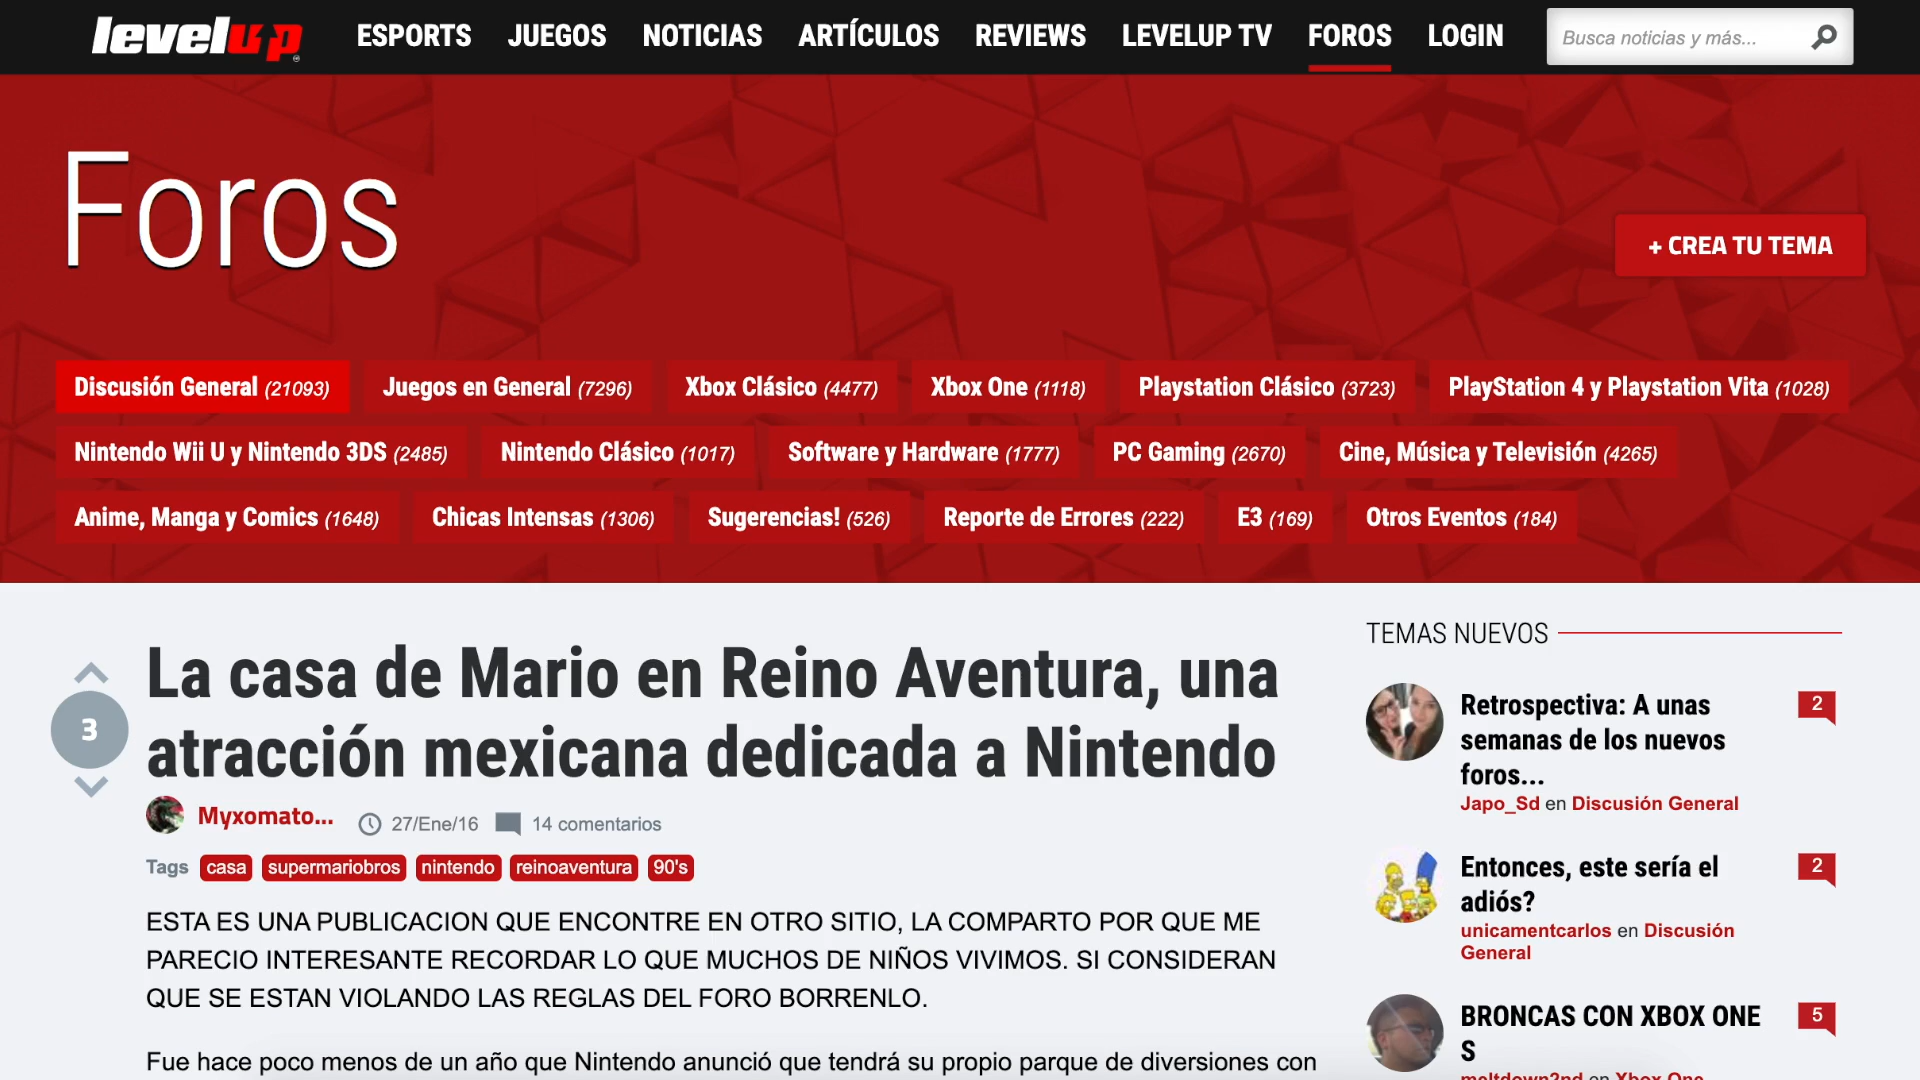 levelup
ESPORTS JUEGOS NOTICIAS ARTÍCULOS REVIEWS LEVELUP TV FOROS LOGIN Busca noticias y más...
Foros
+ CREA TU TEMA
Discusión General (21093) Juegos en General (7296) Xbox Clásico (4477) Xbox One (1118) Playstation Clásico (3723) PlayStation 4 y Playstation Vita (1028)
Nintendo Wii U y Nintendo 3DS (2485) Nintendo Clásico (1017) Software y Hardware (1777) PC Gaming (2670) Cine, Música y Televisión (4265)
Anime, Manga y Comics (1648) Chicas Intensas (1306) Sugerencias! (526) Reporte de Errores (222) E3 (169) Otros Eventos (184)
3
La casa de Mario en Reino Aventura, una
atracción mexicana dedicada a Nintendo
Myxomato... 27/Ene/16 14 comentarios
Tags casa supermariobros nintendo reinoaventura 90's
ESTA ES UNA PUBLICACION QUE ENCONTRE EN OTRO SITIO, LA COMPARTO POR QUE ME
PARECIO INTERESANTE RECORDAR LO QUE MUCHOS DE NIÑOS VIVIMOS. SI CONSIDERAN
QUE SE ESTAN VIOLANDO LAS REGLAS DEL FORO BORRENLO.
Fue hace poco menos de un año que Nintendo anunció que tendrá su propio parque de diversiones con
TEMAS NUEVOS
Retrospectiva: A unas
semanas de los nuevos
foros...
2
Japo_Sd en Discusión General
Entonces, este sería el
adiós?
2
unicamentcarlos en Discusión
General
BRONCAS CON XBOX ONE
S
5
meltdown2nd en Xbox One